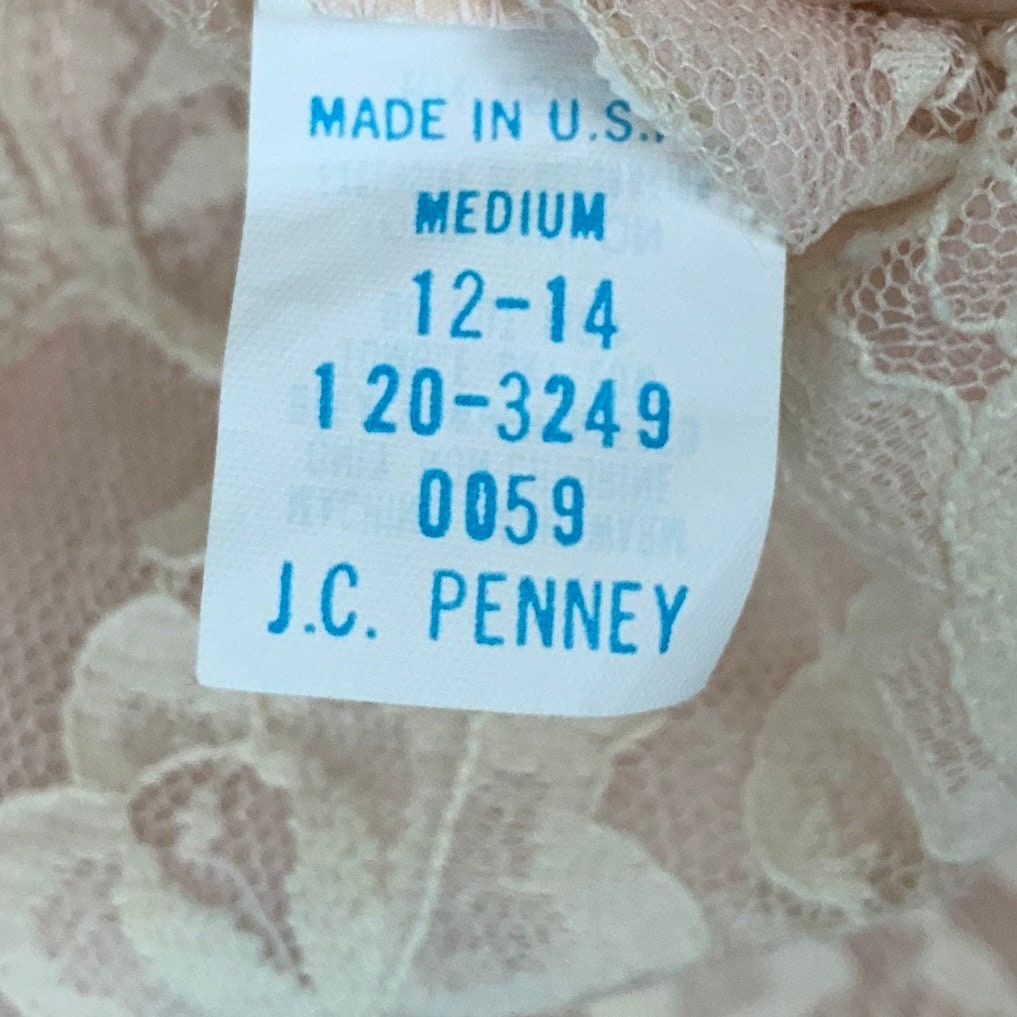 MADE IN U.S.
MEDIUM
12-14
120-3249
0059
J.C. PENNEY